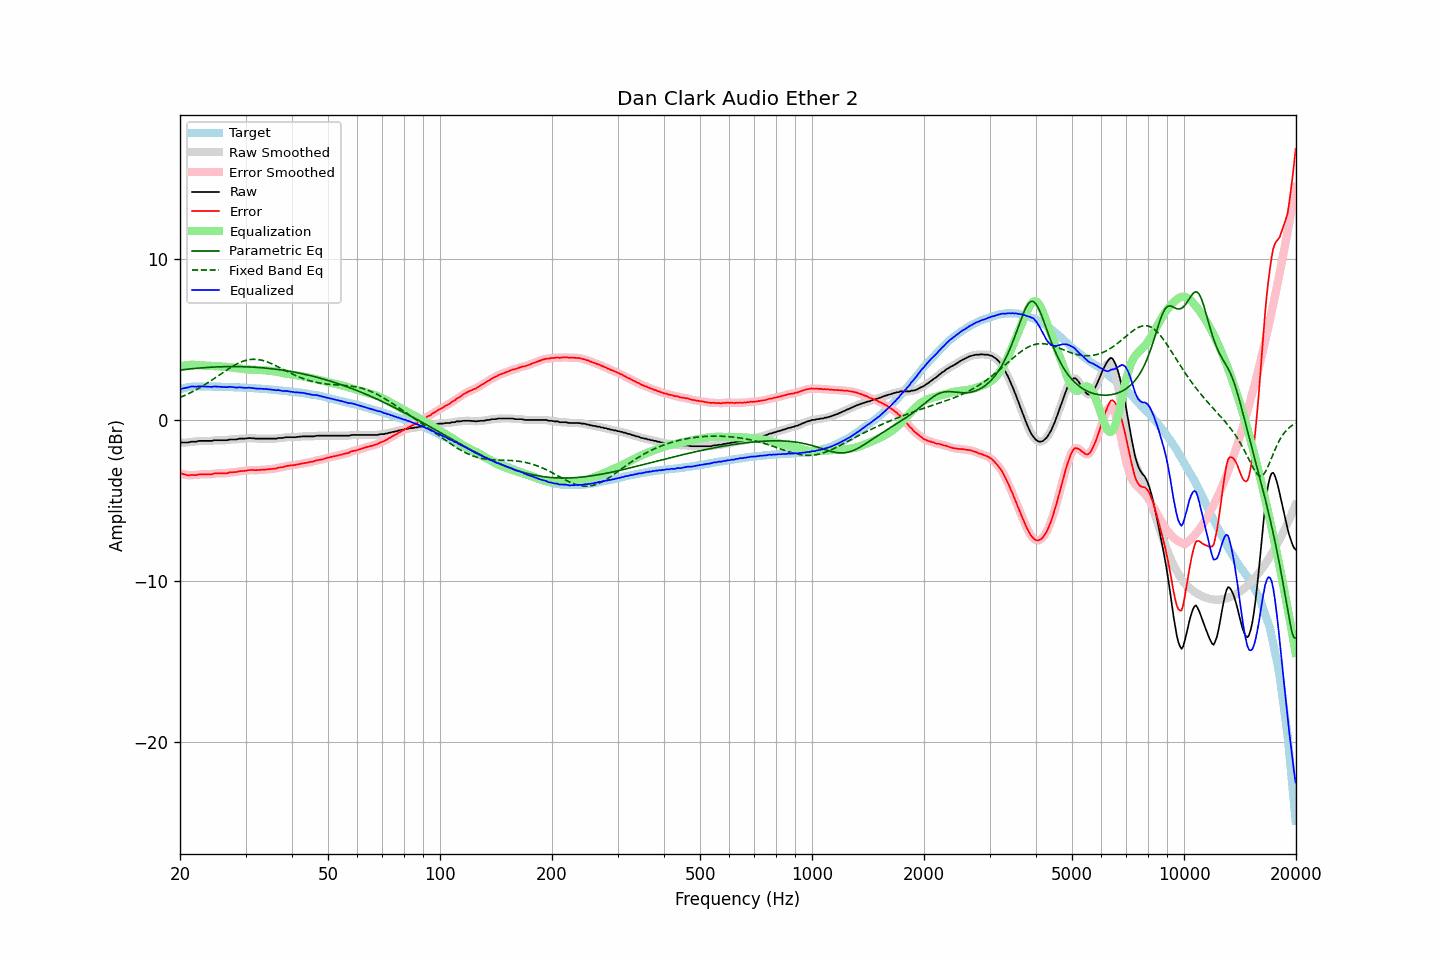 Dan Clark Audio Ether 2
Target
Raw Smoothed
Error Smoothed
Raw
Error
Equalization
Parametric Eq
Fixed Band Eq
Equalized
Amplitude (dBr)
10
0
−10
−20
20
50
100
200
500
1000
2000
5000
10000
20000
Frequency (Hz)